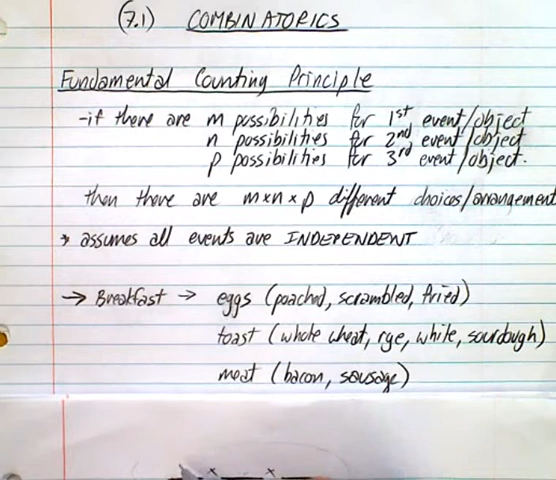 (7.1) COMBINATORICS
Fundamental Counting Principle
-if there are m possibilities for 1st event/object
n possibilities for 2nd event/object
p possibilities for 3rd event/object.
then there are m×n×p different choices/arrangement
* assumes all events are INDEPENDENT
→ Breakfast → eggs (poached, scrambled, fried)
toast (whole wheat, rye, white, sourdough)
meat (bacon, sausage)
x x